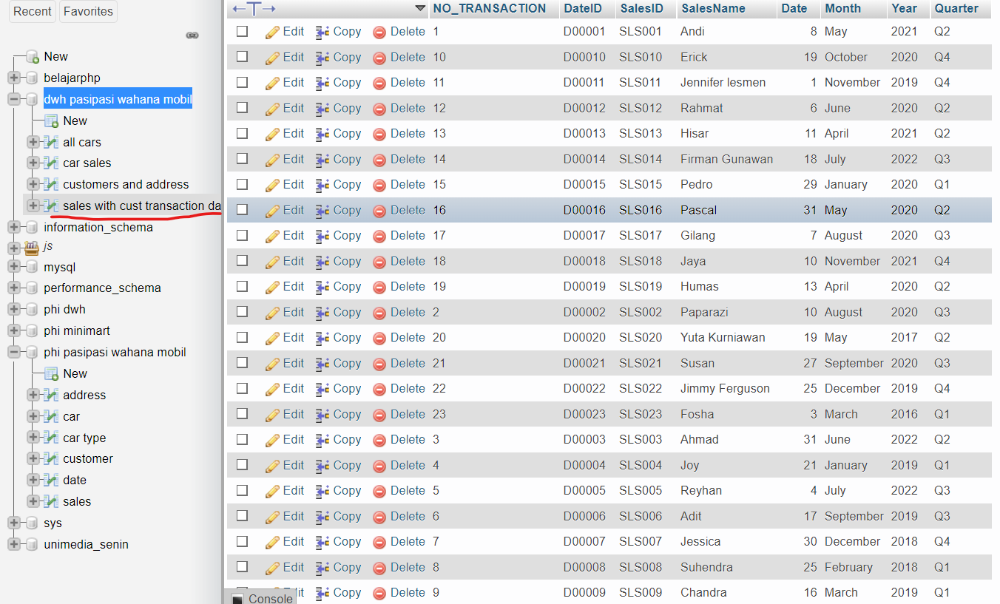 Recent Favorites
New
belajarphp
dwh pasipasi wahana mobil
New
all cars
car sales
customers and address
sales with cust transaction da
information_schema
js
mysql
performance_schema
phi dwh
phi minimart
phi pasipasi wahana mobil
New
address
car
car type
customer
date
sales
sys
unimedia_senin
NO_TRANSACTION DateID SalesID SalesName Date Month Year Quarter
Edit Copy Delete 1 D00001 SLS001 Andi 8 May 2021 Q2
Edit Copy Delete 10 D00010 SLS010 Erick 19 October 2020 Q4
Edit Copy Delete 11 D00011 SLS011 Jennifer lesmen 1 November 2019 Q4
Edit Copy Delete 12 D00012 SLS012 Rahmat 6 June 2020 Q2
Edit Copy Delete 13 D00013 SLS013 Hisar 11 April 2021 Q2
Edit Copy Delete 14 D00014 SLS014 Firman Gunawan 18 July 2022 Q3
Edit Copy Delete 15 D00015 SLS015 Pedro 29 January 2020 Q1
Edit Copy Delete 16 D00016 SLS016 Pascal 31 May 2020 Q2
Edit Copy Delete 17 D00017 SLS017 Gilang 7 August 2020 Q3
Edit Copy Delete 18 D00018 SLS018 Jaya 10 November 2021 Q4
Edit Copy Delete 19 D00019 SLS019 Humas 13 April 2020 Q2
Edit Copy Delete 2 D00002 SLS002 Paparazi 10 August 2020 Q3
Edit Copy Delete 20 D00020 SLS020 Yuta Kurniawan 19 May 2017 Q2
Edit Copy Delete 21 D00021 SLS021 Susan 27 September 2020 Q3
Edit Copy Delete 22 D00022 SLS022 Jimmy Ferguson 25 December 2019 Q4
Edit Copy Delete 23 D00023 SLS023 Fosha 3 March 2016 Q1
Edit Copy Delete 3 D00003 SLS003 Ahmad 31 June 2022 Q2
Edit Copy Delete 4 D00004 SLS004 Joy 21 January 2019 Q1
Edit Copy Delete 5 D00005 SLS005 Reyhan 4 July 2022 Q3
Edit Copy Delete 6 D00006 SLS006 Adit 17 September 2019 Q3
Edit Copy Delete 7 D00007 SLS007 Jessica 30 December 2018 Q4
Edit Copy Delete 8 D00008 SLS008 Suhendra 25 February 2018 Q1
it Copy Delete 9 D00009 SLS009 Chandra 16 March 2019 Q1
Console